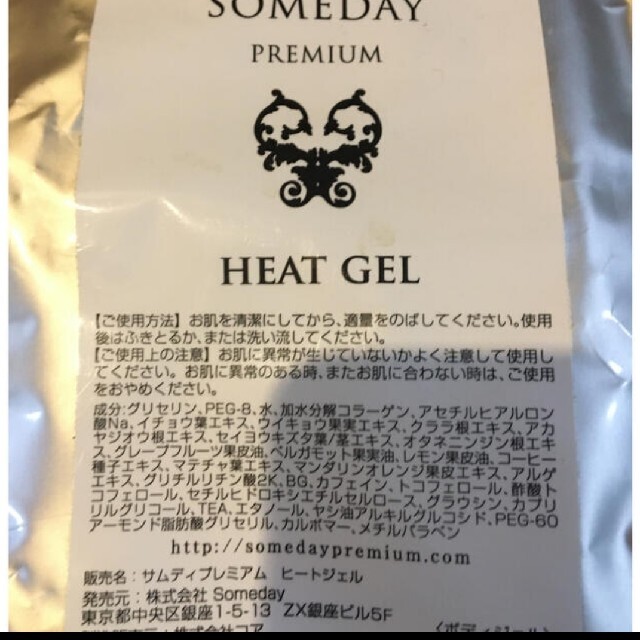 SOMEDAY
PREMIUM
HEAT GEL
【ご使用方法】お肌を清潔にしてから、適量をのばしてください。使用
後はふきとるか、または洗い流してください。
【ご使用上の注意】お肌に異常が生じていないかよく注意して使用し
てください。お肌に異常のある時、またお肌に合わない時は、ご使用
をおやめください。
成分:グリセリン、PEG-8、水、加水分解コラーゲン、アセチルヒアルロン
酸Na、イチョウ葉エキス、ウイキョウ果実エキス、クララ根エキス、アカ
ヤジオウ根エキス、セイヨウキズタ葉/茎エキス、オタネニンジン根エキ
ス、グレープフルーツ果皮油、ベルガモット果実油、レモン果皮油、コーヒー
種子エキス、マテチャ葉エキス、マンダリンオレンジ果皮エキス、アルゲ
エキス、グリチルリチン酸2K、BG、カフェイン、トコフェロール、酢酸ト
コフェロール、セチルヒドロキシエチルセルロース、グラウシン、カプリ
リルグリコール、TEA、エタノール、ヤシ油アルキルグルコシド、PEG-60
アーモンド脂肪酸グリセリル、カルボマー、メチルパラベン
http://somedaypremium.com
販売名：サムディプレミアム ヒートジェル
発売元：株式会社 Someday
東京都中央区銀座1-5-13 ZX銀座ビル5F
製造販売元：株式会社コア 〈ボディジェル〉